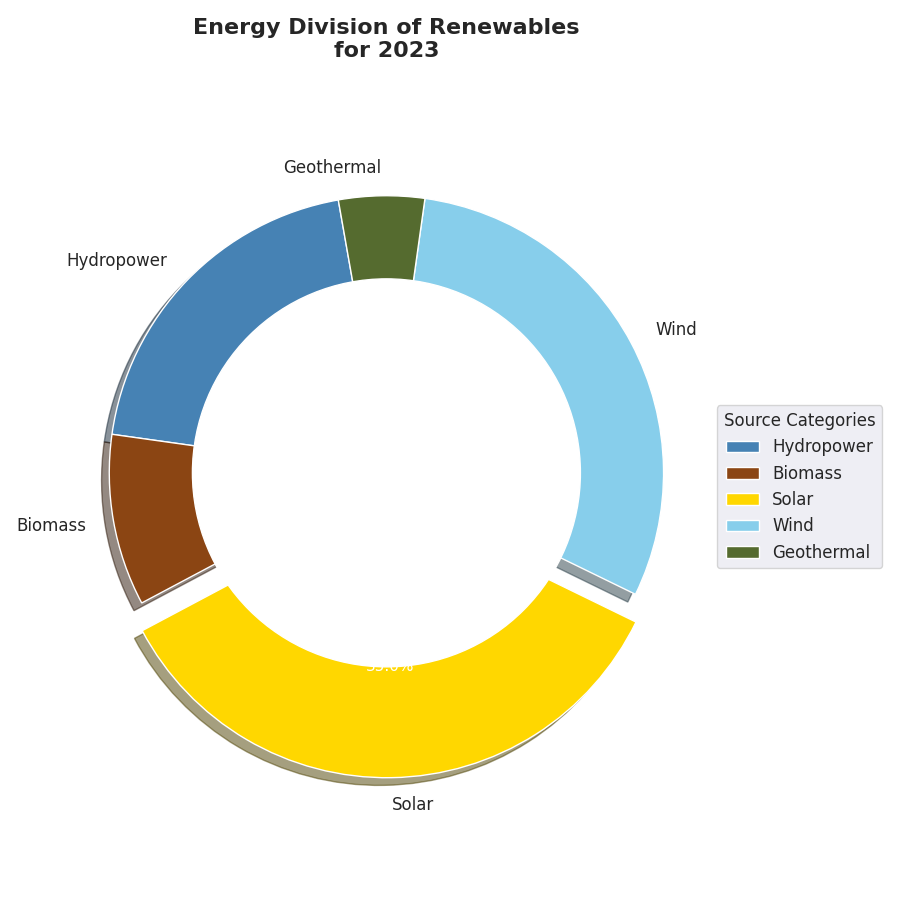 Energy Division of Renewables
for 2023
Geothermal
Hydropower
Wind
Biomass
Solar
Source Categories
Hydropower
Biomass
Solar
Wind
Geothermal